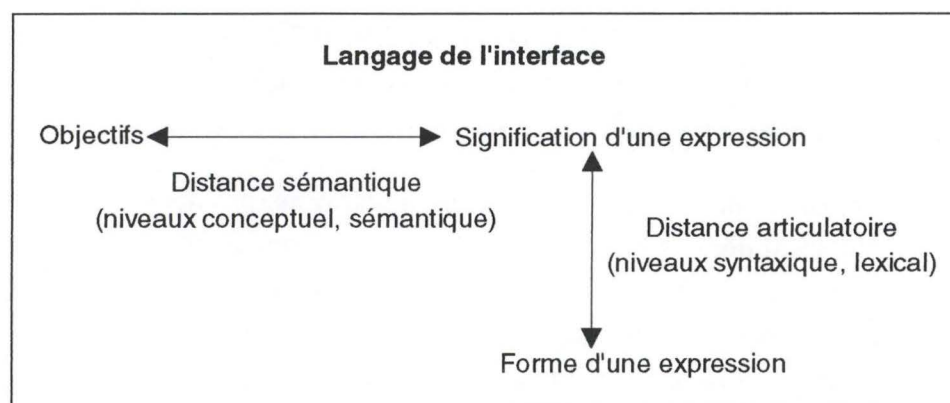 Langage de l'interface
Objectifs
Signification d'une expression
Distance sémantique
(niveaux conceptuel, sémantique)
Distance articulatoire
(niveaux syntaxique, lexical)
Forme d'une expression